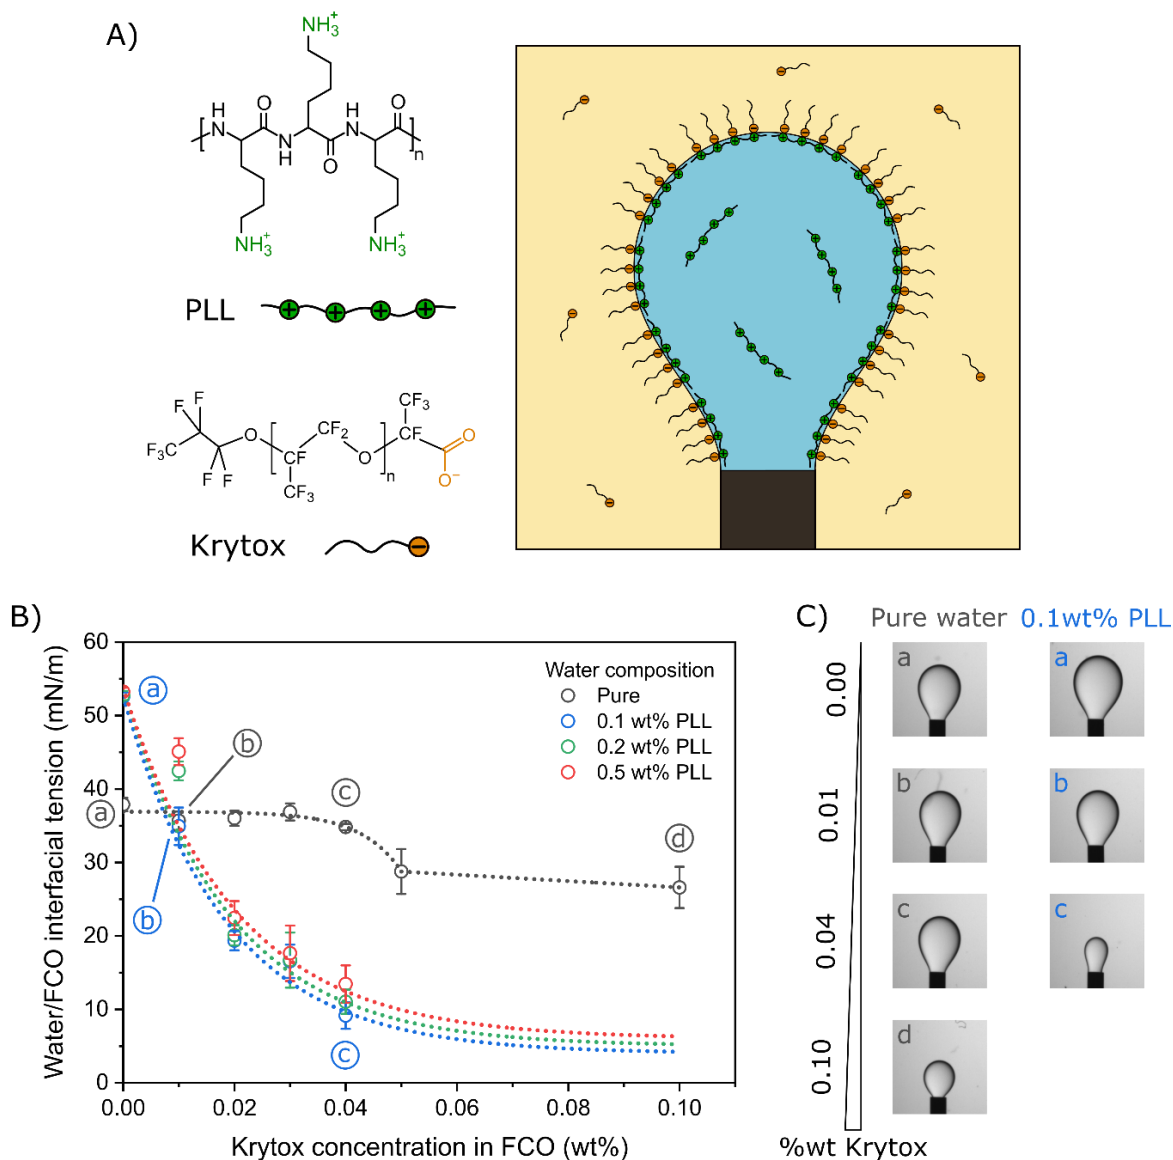 A)
NH3+
H
N
O
H
N
O
N
H
O
n
NH3+
NH3+
PLL
+ + + +
F F
F3C
F F
O
CF
CF3
CF2
O
n
CF3
CF
O
O−
Krytox
−
B)
Water/FCO interfacial tension (mN/m)
60
50
40
30
20
10
0
0.00 0.02 0.04 0.06 0.08 0.10
Krytox concentration in FCO (wt%)
Water composition
Pure
0.1 wt% PLL
0.2 wt% PLL
0.5 wt% PLL
a
b
c
d
a
b
c
C)
Pure water 0.1wt% PLL
0.00
a a
0.01
b b
0.04
c c
0.10
d
%wt Krytox